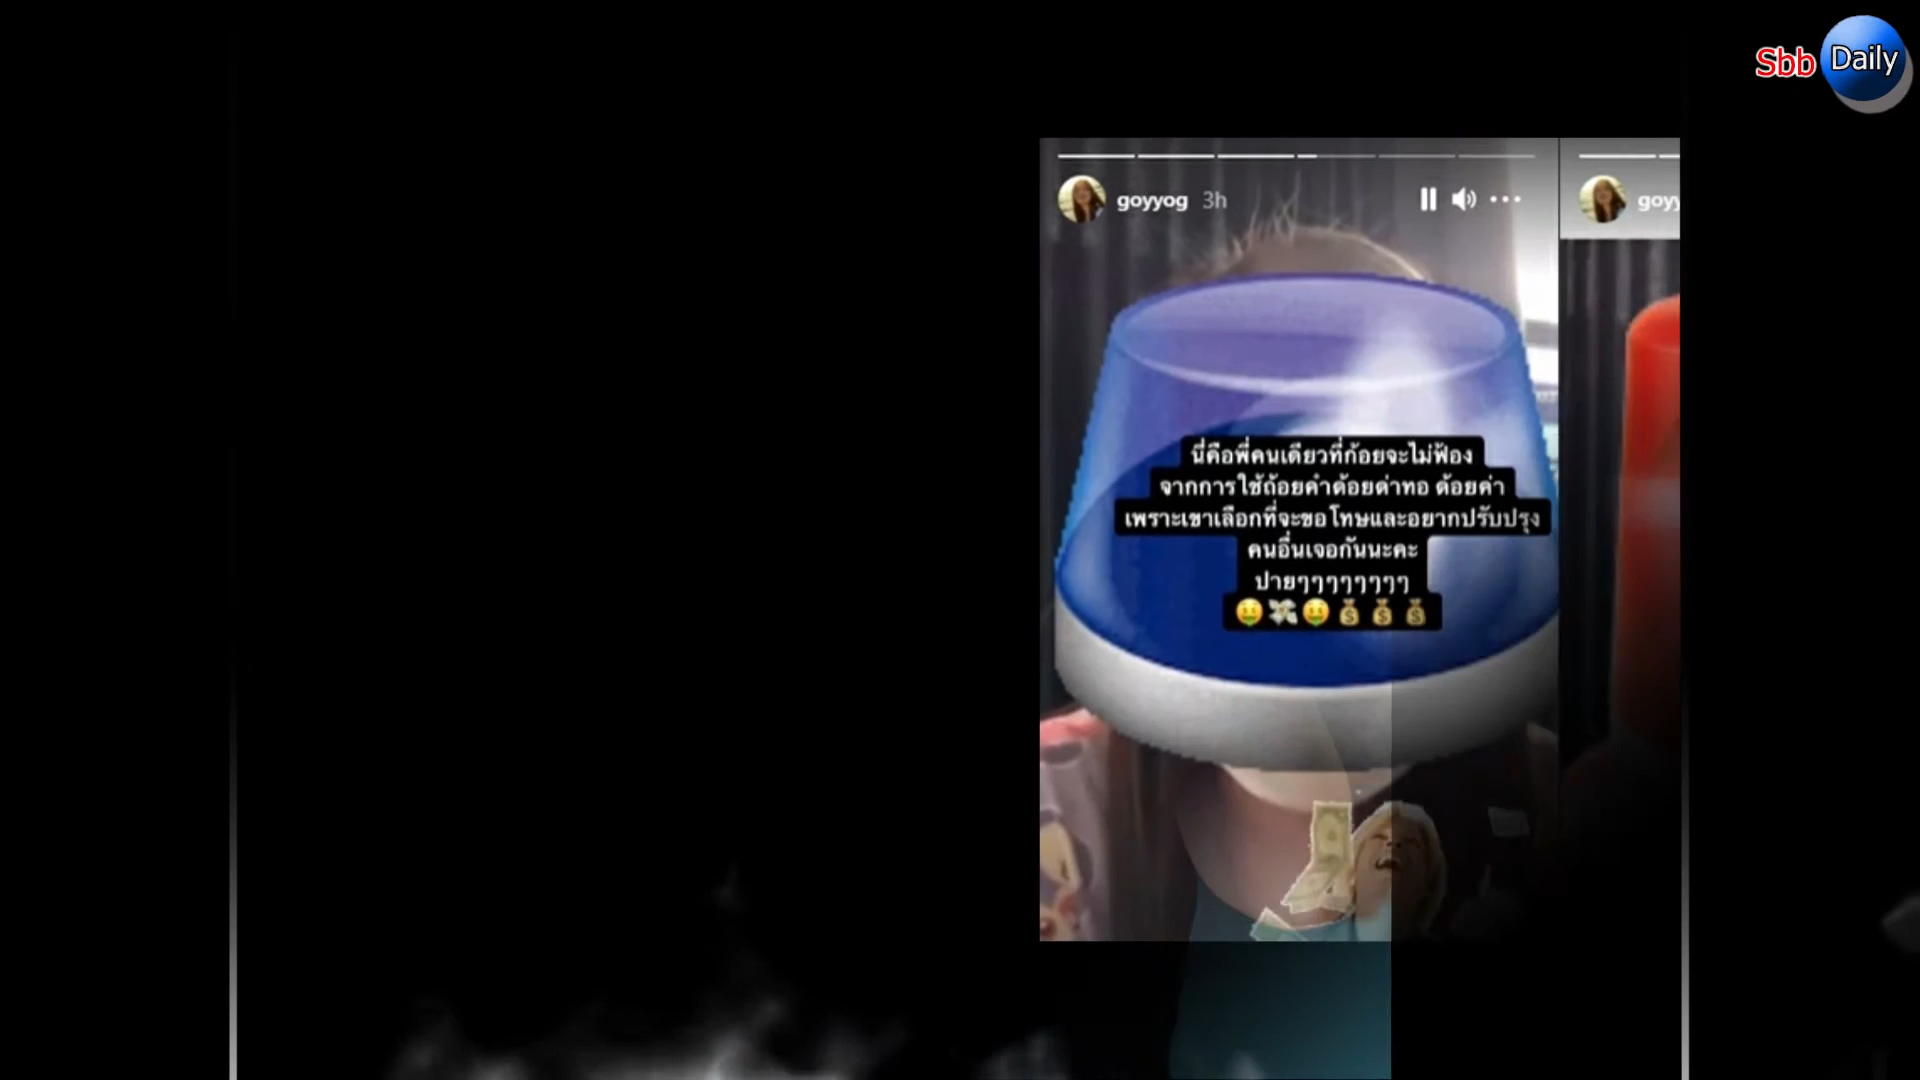 Sbb Daily
goyyog 3h
goyy
นี่คือพี่คนเดียวที่ก้อยจะไม่ฟ้อง
จากการใช้ถ้อยคำด้อยด่าทอ ด้อยค่า
เพราะเขาเลือกที่จะขอโทษและอยากปรับปรุง
คนอื่นเจอกันนะคะ
ปายๆๆๆๆๆๆๆๆ